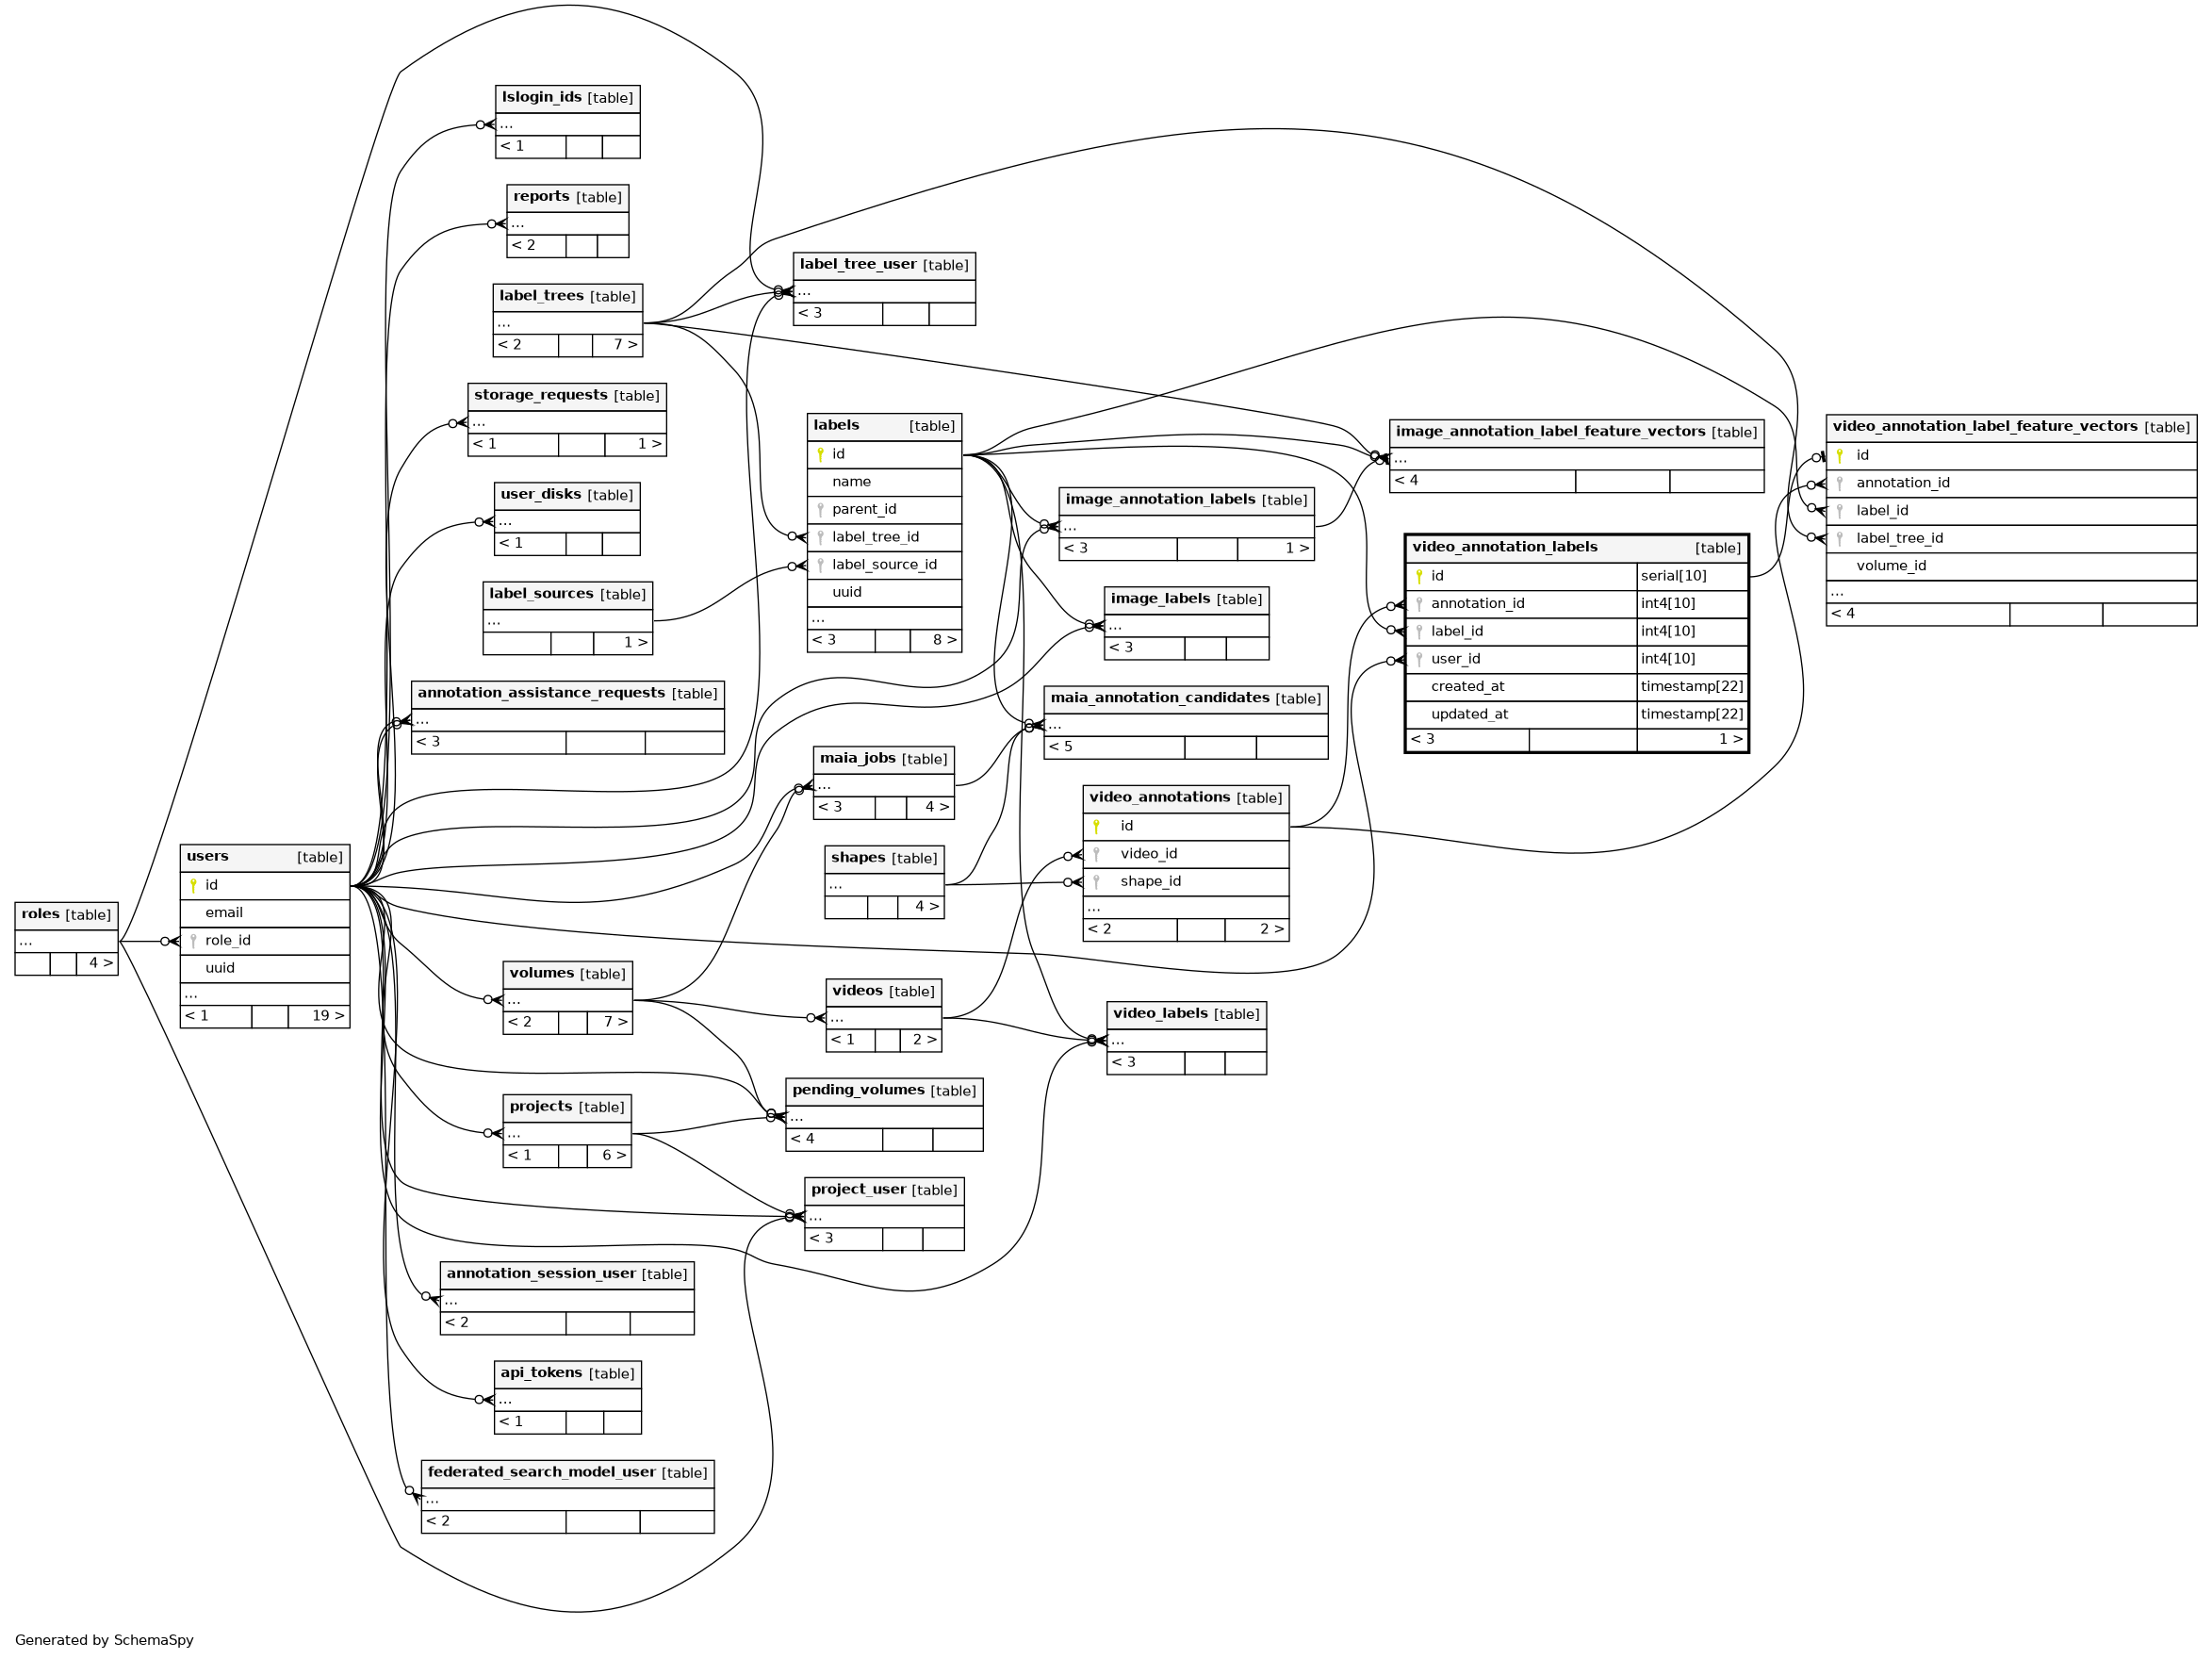 lslogin_ids [table]
...
< 1
reports [table]
...
< 2
label_trees [table]
...
< 2 7 >
storage_requests [table]
...
< 1 1 >
user_disks [table]
...
< 1
label_sources [table]
...
1 >
annotation_assistance_requests [table]
...
< 3
roles [table]
...
4 >
users [table]
id
email
role_id
uuid
...
< 1 19 >
volumes [table]
...
< 2 7 >
projects [table]
...
< 1 6 >
annotation_session_user [table]
...
< 2
api_tokens [table]
...
< 1
federated_search_model_user [table]
...
< 2
label_tree_user [table]
...
< 3
labels [table]
id
name
parent_id
label_tree_id
label_source_id
uuid
...
< 3 8 >
maia_jobs [table]
...
< 3 4 >
shapes [table]
...
4 >
videos [table]
...
< 1 2 >
pending_volumes [table]
...
< 4
project_user [table]
...
< 3
image_annotation_labels [table]
...
< 3 1 >
image_labels [table]
...
< 3
maia_annotation_candidates [table]
...
< 5
video_annotations [table]
id
video_id
shape_id
...
< 2 2 >
video_labels [table]
...
< 3
image_annotation_label_feature_vectors [table]
...
< 4
video_annotation_labels [table]
id serial[10]
annotation_id int4[10]
label_id int4[10]
user_id int4[10]
created_at timestamp[22]
updated_at timestamp[22]
< 3 1 >
video_annotation_label_feature_vectors [table]
id
annotation_id
label_id
label_tree_id
volume_id
...
< 4
Generated by SchemaSpy